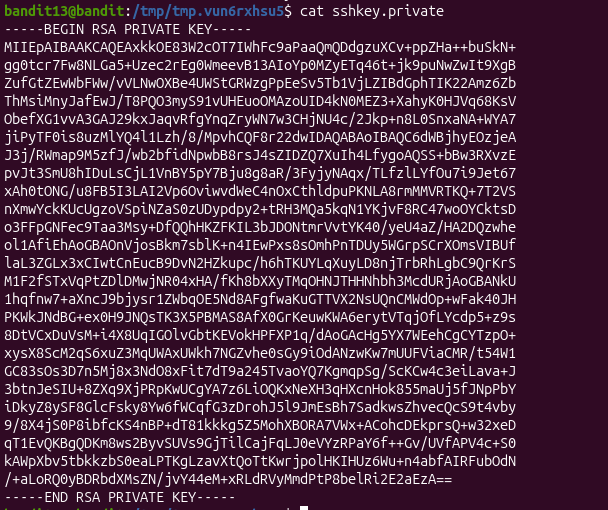 bandit13@bandit:/tmp/tmp.vun6rxhsu5$ cat sshkey.private
-----BEGIN RSA PRIVATE KEY-----
MIIEpAIBAAKCAQEAxkkOE83W2cOT7IWhFc9aPaaQmQDdgzuXCv+ppZHa++buSkN+
gg0tcr7Fw8NLGa5+Uzec2rEg0WmeevB13AIoYp0MZyETq46t+jk9puNwZwIt9XgB
ZufGtZEwWbFWw/vVLNwOXBe4UWStGRWzgPpEeSv5Tb1VjLZIBdGphTIK22Amz6Zb
ThMsiMnyJafEwJ/T8PQO3myS91vUHEuoOMAzoUID4kN0MEZ3+XahyK0HJVq68KsV
ObefXG1vvA3GAJ29kxJaqvRfgYnqZryWN7w3CHjNU4c/2Jkp+n8L0SnxaNA+WYA7
jiPyTF0is8uzMlYQ4l1Lzh/8/MpvhCQF8r22dwIDAQABAoIBAQC6dWBjhyEOzjeA
J3j/RWmap9M5zfJ/wb2bfidNpwbB8rsJ4sZIDZQ7XuIh4LfygoAQSS+bBw3RXvzE
pvJt3SmU8hIDuLsCjL1VnBY5pY7Bju8g8aR/3FyjyNAqx/TLfzlLYfOu7i9Jet67
xAh0tONG/u8FB5I3LAI2Vp6OviwvdWeC4nOxCthldpuPKNLA8rmMMVRTKQ+7T2VS
nXmwYckKUcUgzoVSpiNZaS0zUDypdpy2+tRH3MQa5kqN1YKjvF8RC47woOYCktsD
o3FFpGNFec9Taa3Msy+DfQQhHKZFKIL3bJDONtmrVvtYK40/yeU4aZ/HA2DQzwhe
ol1AfiEhAoGBAOnVjosBkm7sblK+n4IEwPxs8sOmhPnTDUy5WGrpSCrXOmsVIBUf
laL3ZGLx3xCIwtCnEucB9DvN2HZkupc/h6hTKUYLqXuyLD8njTrbRhLgbC9QrKrS
M1F2fSTxVqPtZDlDMwjNR04xHA/fKh8bXXyTMqOHNJTHHNhbh3McdURjAoGBANkU
1hqfnw7+aXncJ9bjysr1ZWbqOE5Nd8AFgfwaKuGTTVX2NsUQnCMWdOp+wFak40JH
PKWkJNdBG+ex0H9JNQsTK3X5PBMAS8AfX0GrKeuwKWA6erytVTqjOfLYcdp5+z9s
8DtVCxDuVsM+i4X8UqIGOlvGbtKEVokHPFXP1q/dAoGAcHg5YX7WEehCgCYTzpO+
xysX8ScM2qS6xuZ3MqUWAxUWkh7NGZvhe0sGy9iOdANzwKw7mUUFViaCMR/t54W1
GC83sOs3D7n5Mj8x3NdO8xFit7dT9a245TvaoYQ7KgmqpSg/ScKCw4c3eiLava+J
3btnJeSIU+8ZXq9XjPRpKwUCgYA7z6LiOQKxNeXH3qHXcnHok855maUj5fJNpPbY
iDkyZ8ySF8GlcFsky8Yw6fWCqfG3zDrohJ5l9JmEsBh7SadkwsZhvecQcS9t4vby
9/8X4jS0P8ibfcKS4nBP+dT81kkkg5Z5MohXBORA7VWx+ACohcDEkprsQ+w32xeD
qT1EvQKBgQDKm8ws2ByvSUVs9GjTilCajFqLJ0eVYzRPaY6f++Gv/UVfAPV4c+S0
kAWpXbv5tbkkzbS0eaLPTKgLzavXtQoTtKwrjpolHKIHUz6Wu+n4abfAIRFubOdN
/+aLoRQ0yBDRbdXMsZN/jvY44eM+xRLdRVyMmdPtP8belRi2E2aEzA==
-----END RSA PRIVATE KEY-----